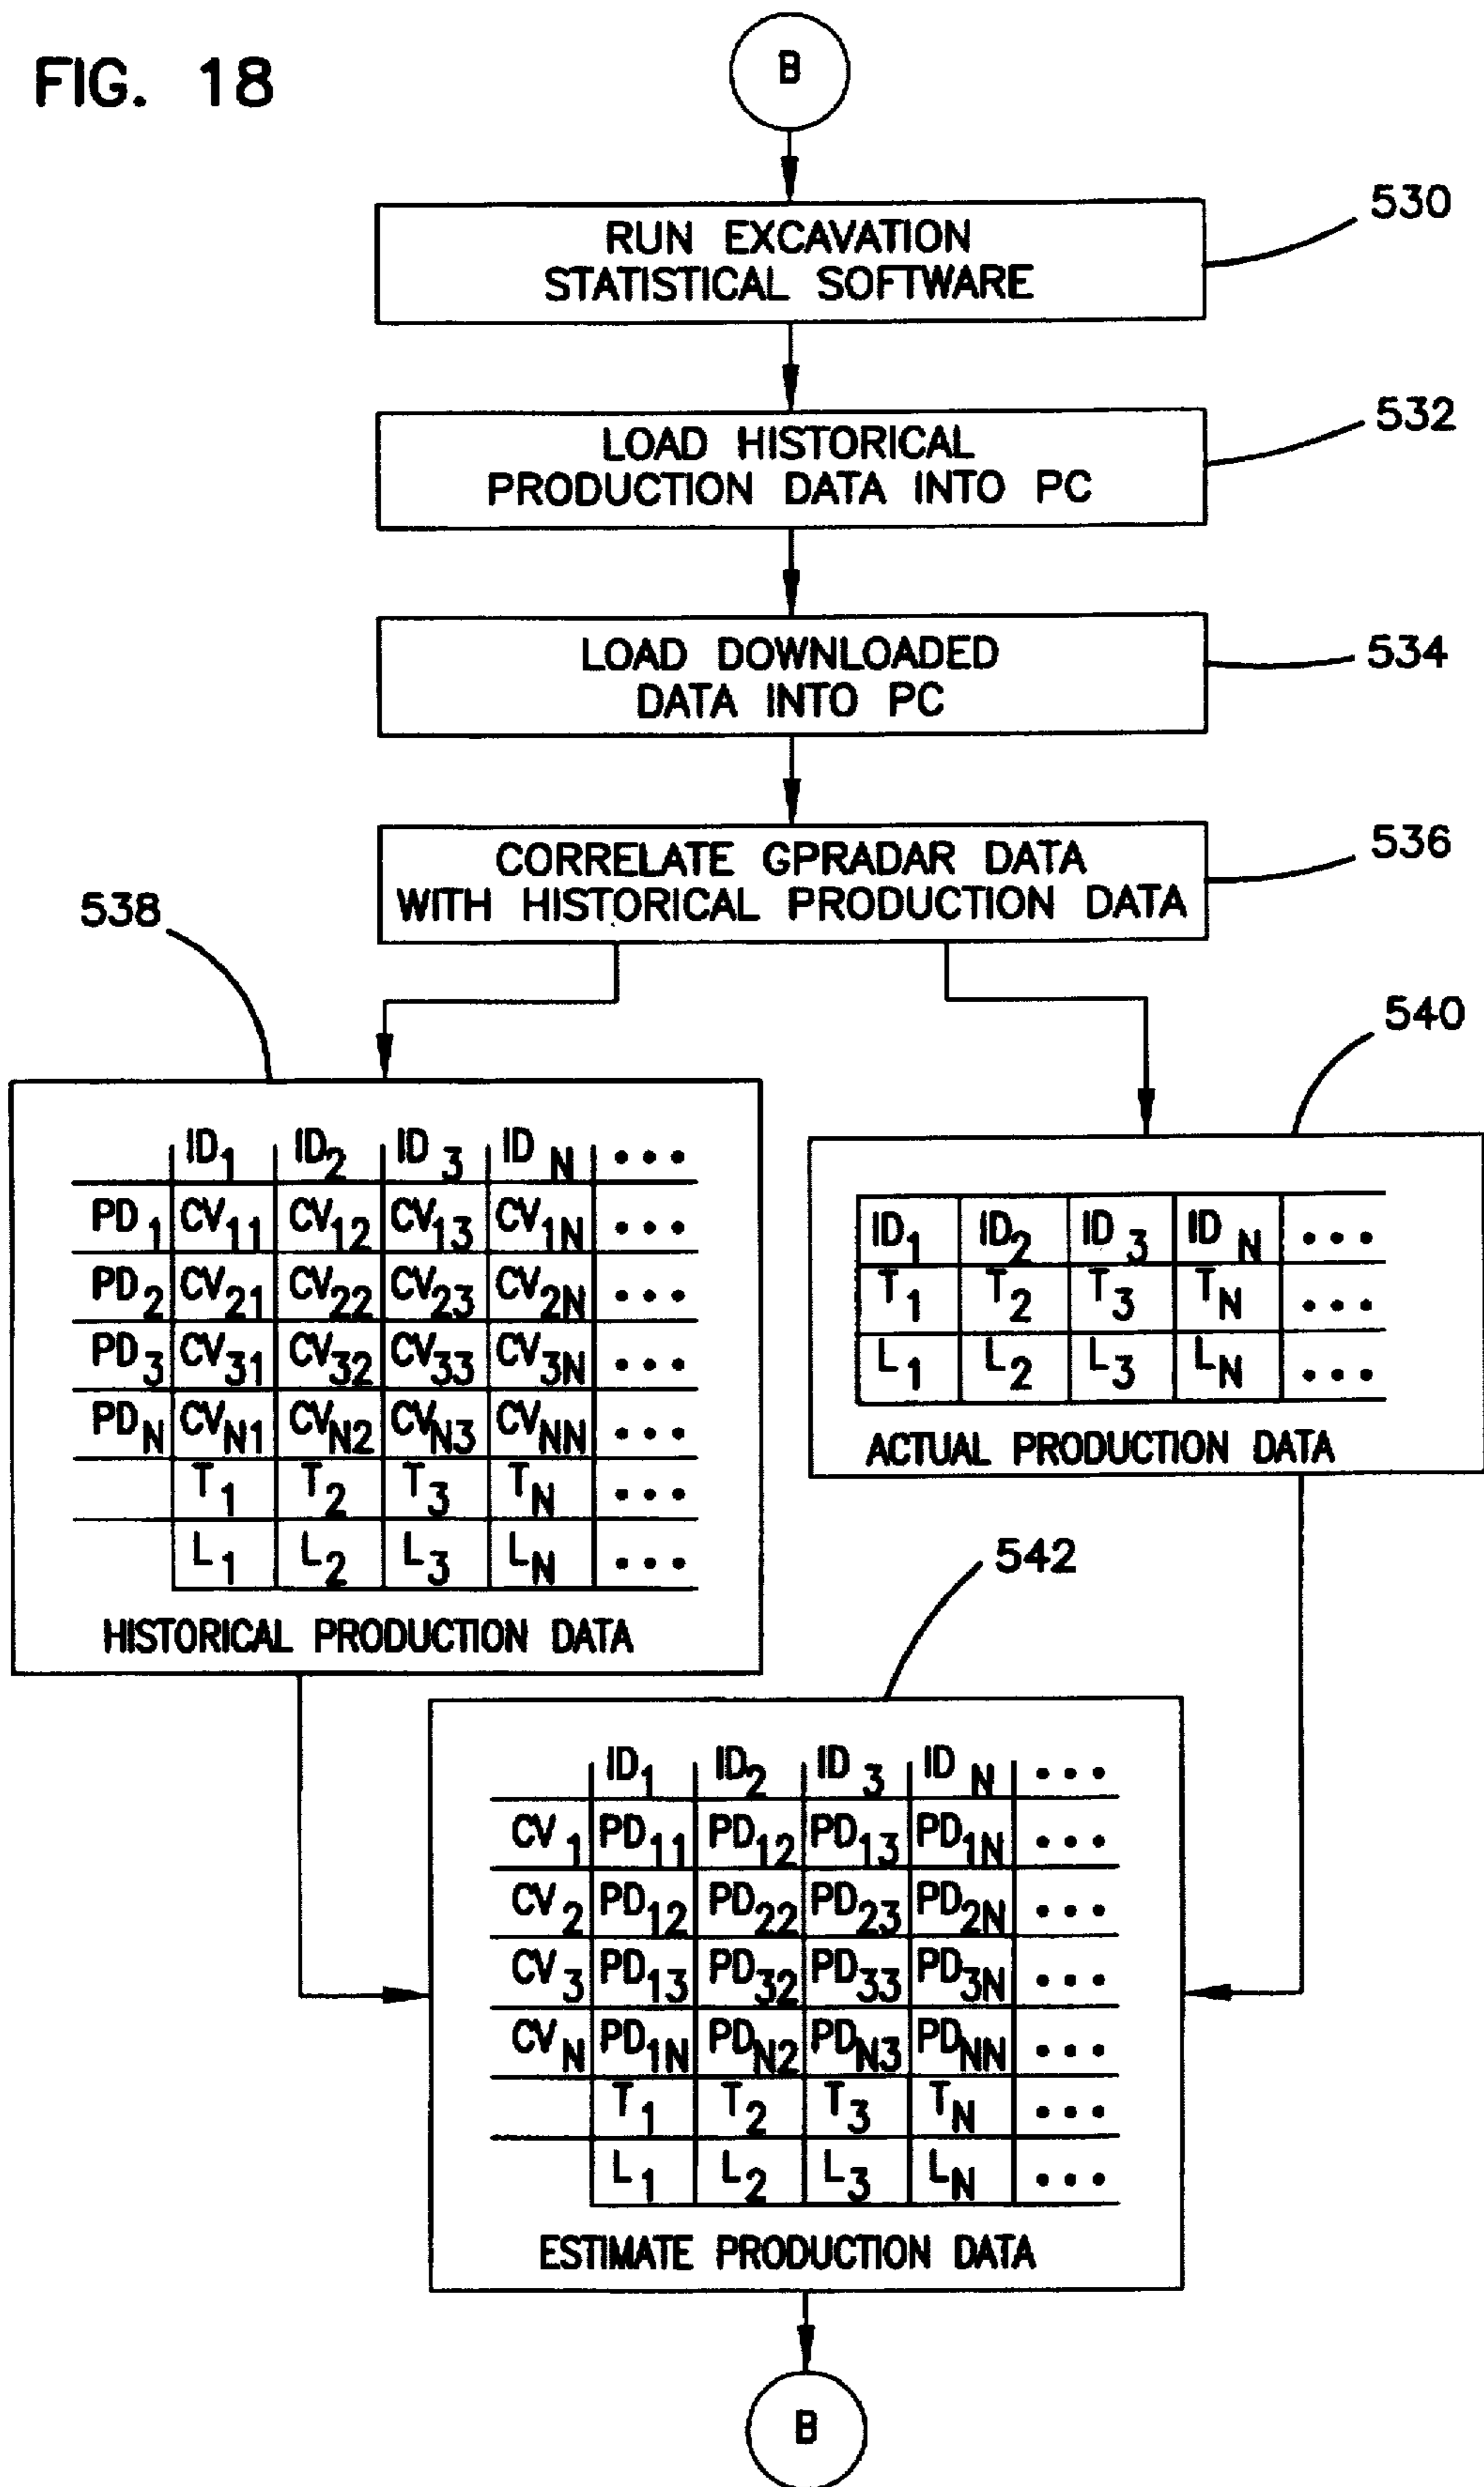 FIG. 18
B
RUN EXCAVATION
STATISTICAL SOFTWARE
530
LOAD HISTORICAL
PRODUCTION DATA INTO PC
532
LOAD DOWNLOADED
DATA INTO PC
534
CORRELATE GPRADAR DATA
WITH HISTORICAL PRODUCTION DATA
536
538
ID1 ID2 ID3 IDN •••
PD1 CV11 CV12 CV13 CV1N •••
PD2 CV21 CV22 CV23 CV2N •••
PD3 CV31 CV32 CV33 CV3N •••
PDN CVN1 CVN2 CVN3 CVNN •••
T1 T2 T3 TN •••
L1 L2 L3 LN •••
HISTORICAL PRODUCTION DATA
540
ID1 ID2 ID3 IDN •••
T1 T2 T3 TN •••
L1 L2 L3 LN •••
ACTUAL PRODUCTION DATA
542
ID1 ID2 ID3 IDN •••
CV1 PD11 PD12 PD13 PD1N •••
CV2 PD12 PD22 PD23 PD2N •••
CV3 PD13 PD32 PD33 PD3N •••
CVN PD1N PDN2 PDN3 PDNN •••
T1 T2 T3 TN •••
L1 L2 L3 LN •••
ESTIMATE PRODUCTION DATA
B